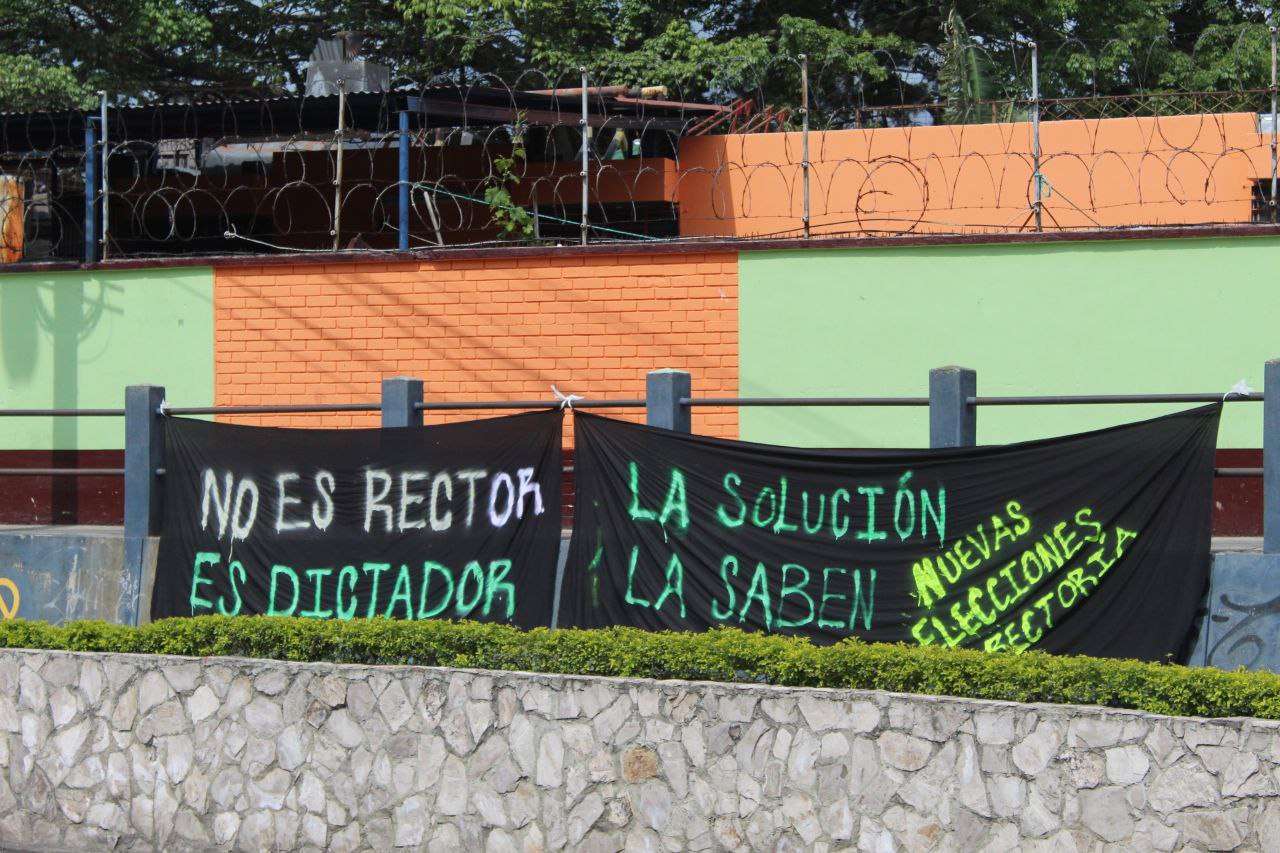 NO ES RECTOR
ES DICTADOR
LA SOLUCIÓN
LA SABEN
NUEVAS
ELECCIONES
RECTORIA